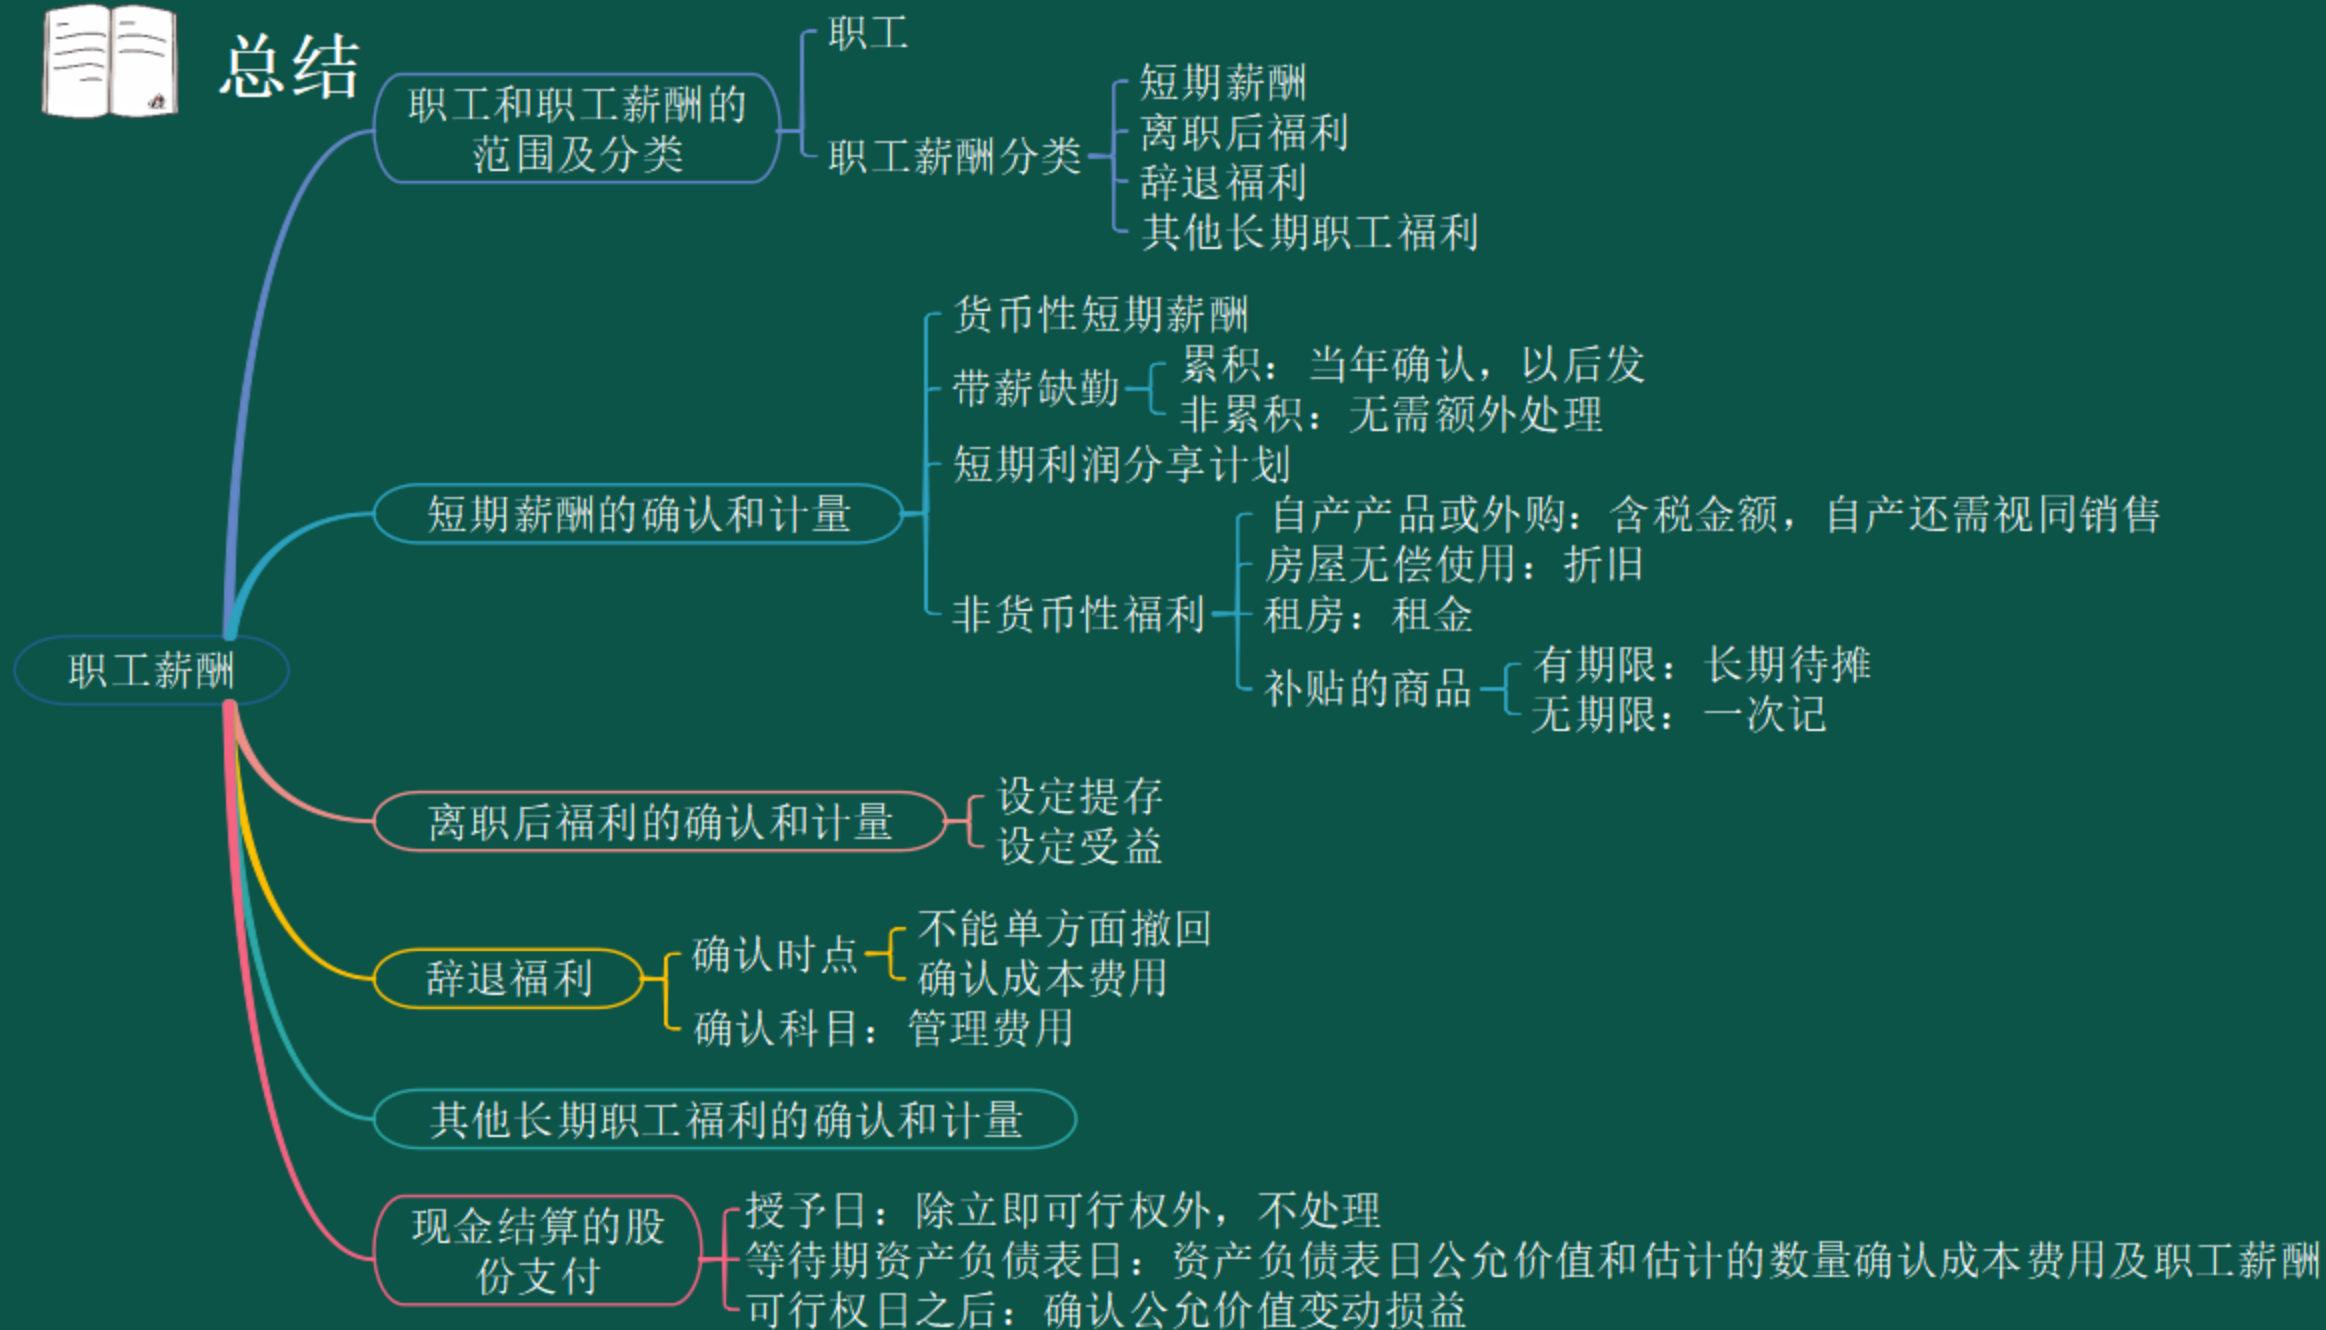 总结
职工薪酬
职工和职工薪酬的
范围及分类
职工
职工薪酬分类
短期薪酬
离职后福利
辞退福利
其他长期职工福利
短期薪酬的确认和计量
货币性短期薪酬
带薪缺勤
累积：当年确认，以后发
非累积：无需额外处理
短期利润分享计划
非货币性福利
自产产品或外购：含税金额，自产还需视同销售
房屋无偿使用：折旧
租房：租金
补贴的商品
有期限：长期待摊
无期限：一次记
离职后福利的确认和计量
设定提存
设定受益
辞退福利
确认时点
不能单方面撤回
确认成本费用
确认科目：管理费用
其他长期职工福利的确认和计量
现金结算的股
份支付
授予日：除立即可行权外，不处理
等待期资产负债表日：资产负债表日公允价值和估计的数量确认成本费用及职工薪酬
可行权日之后：确认公允价值变动损益